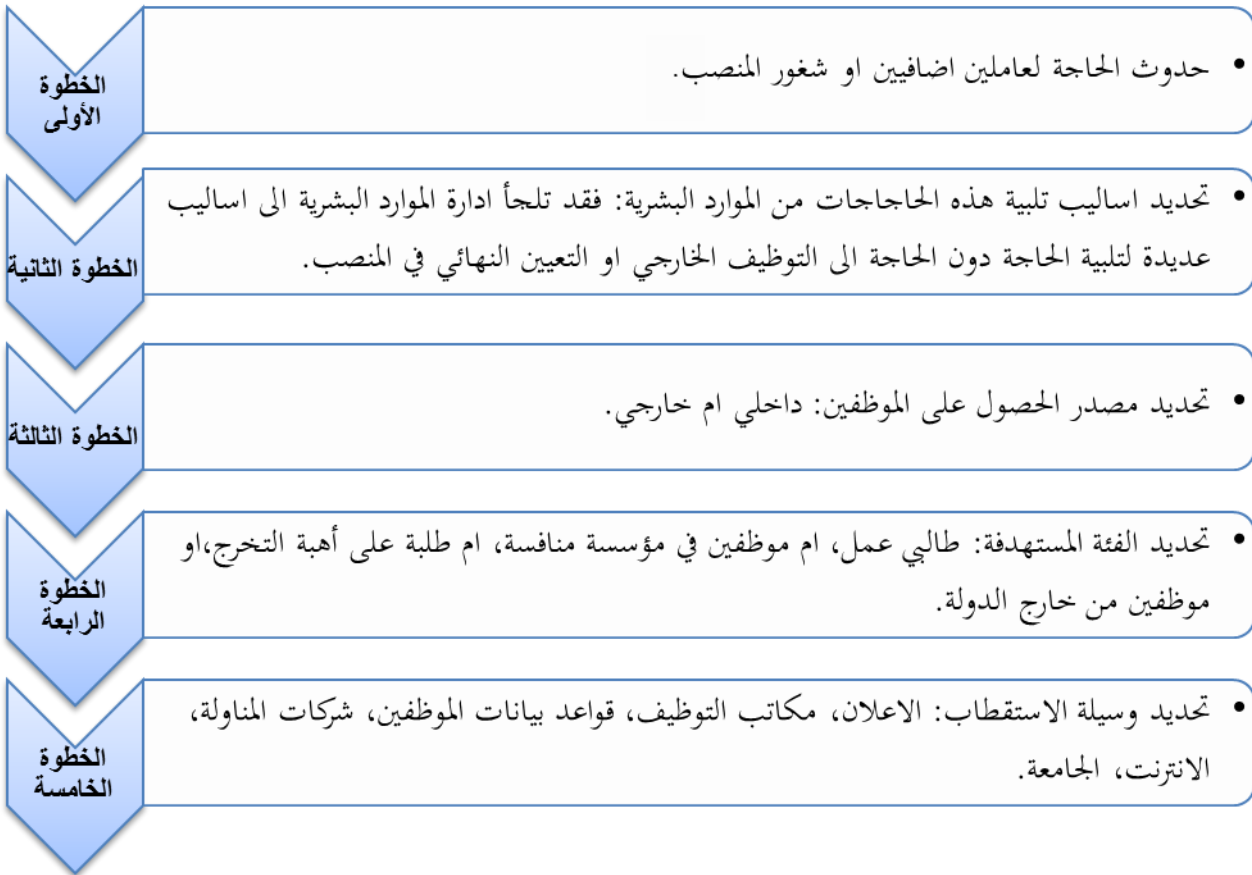 الخطوة
الأولى
• حدوث الحاجة لعاملين اضافيين او شغور المنصب.
الخطوة الثانية
• تحديد اساليب تلبية هذه الحاجاجات من الموارد البشرية: فقد تلجأ ادارة الموارد البشرية الى اساليب
عديدة لتلبية الحاجة دون الحاجة الى التوظيف الخارجي او التعيين النهائي في المنصب.
الخطوة الثالثة
• تحديد مصدر الحصول على الموظفين: داخلي ام خارجي.
الخطوة
الرابعة
• تحديد الفئة المستهدفة: طالبي عمل، ام موظفين في مؤسسة منافسة، ام طلبة على أهبة التخرج،او
موظفين من خارج الدولة.
الخطوة
الخامسة
• تحديد وسيلة الاستقطاب: الاعلان، مكاتب التوظيف، قواعد بيانات الموظفين، شركات المناولة،
الانترنت، الجامعة.